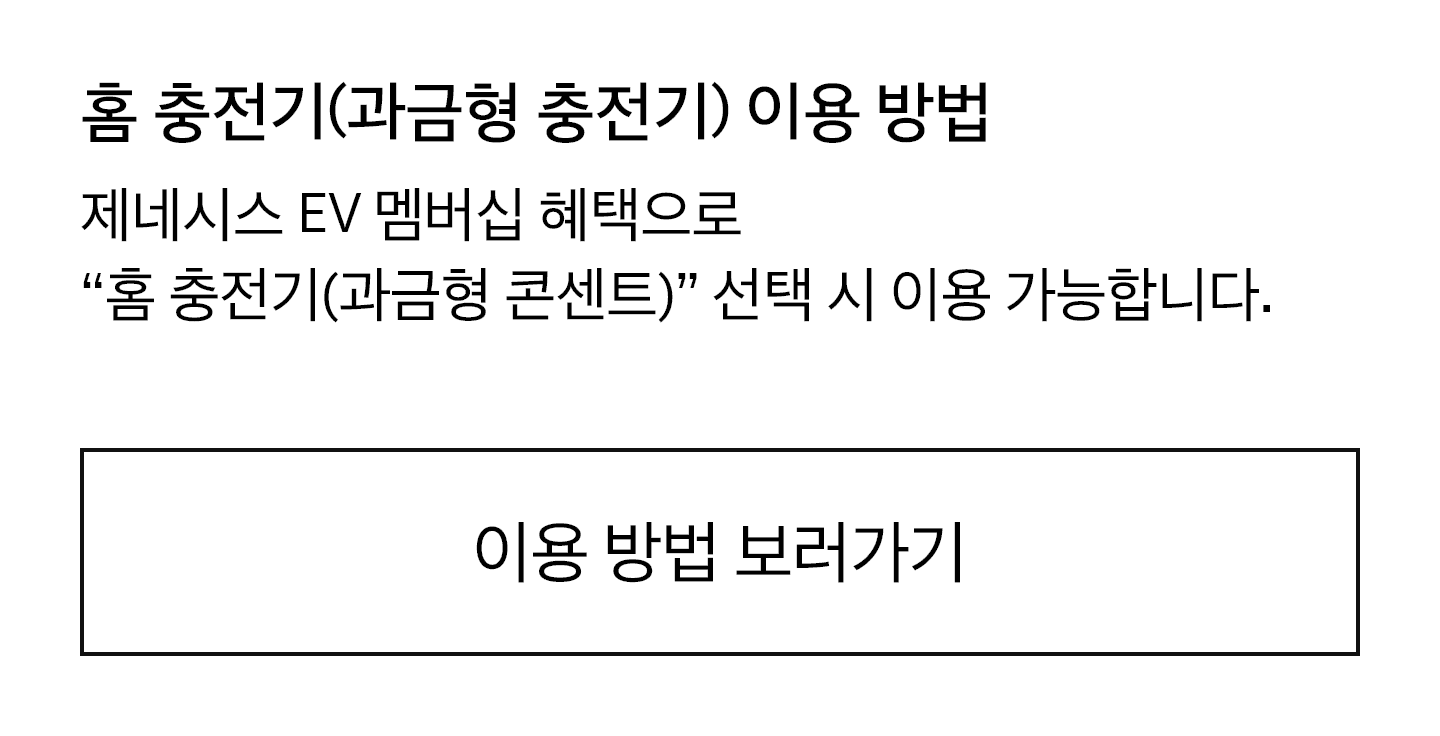 홈 충전기(과금형 충전기) 이용 방법
제네시스 EV 멤버십 혜택으로
“홈 충전기(과금형 콘센트)” 선택 시 이용 가능합니다.
이용 방법 보러가기